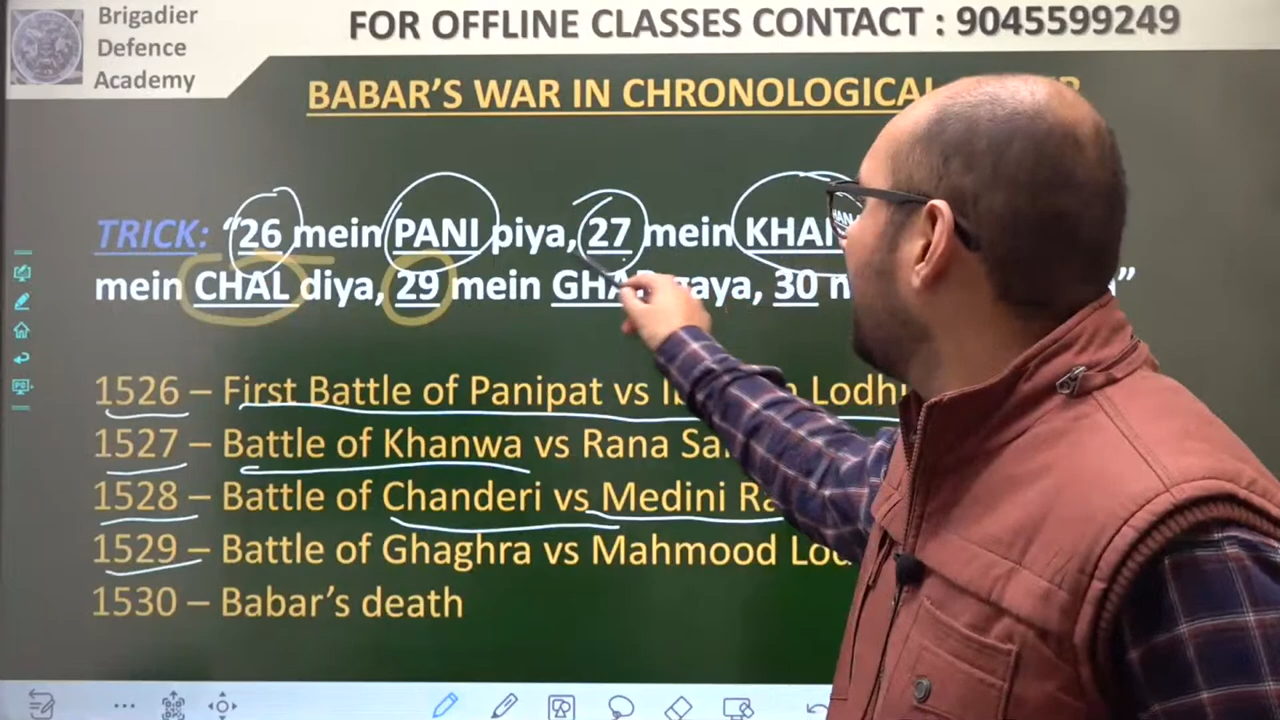 Brigadier
Defence
Academy
FOR OFFLINE CLASSES CONTACT : 9045599249
BABAR'S WAR IN CHRONOLOGICAL
TRICK: "26 mein PANI piya, 27 mein
mein CHAL diya, 29 mein gaya, 30
1526 – First Battle of Panipat vs
1527 – Battle of Khanwa vs Rana
1528 – Battle of Chanderi vs Medini
1529 – Battle of Ghaghra vs Mahmood
1530 – Babar's death